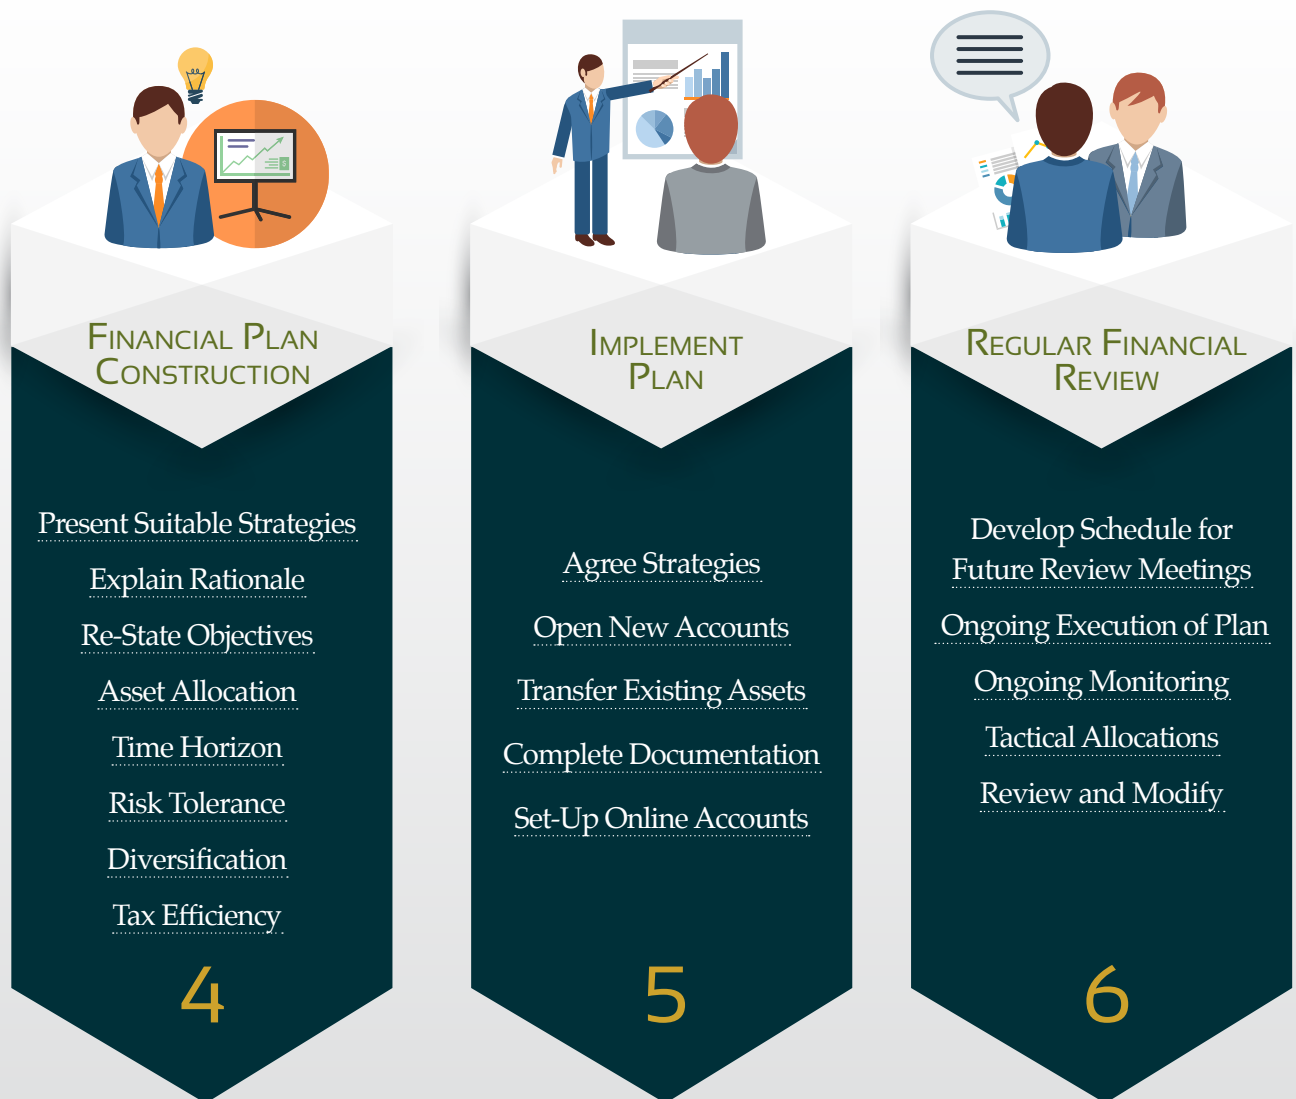 Financial Plan
Construction
Present Suitable Strategies
Explain Rationale
Re-State Objectives
Asset Allocation
Time Horizon
Risk Tolerance
Diversification
Tax Efficiency
4
Implement
Plan
Agree Strategies
Open New Accounts
Transfer Existing Assets
Complete Documentation
Set-Up Online Accounts
5
Regular Financial
Review
Develop Schedule for
Future Review Meetings
Ongoing Execution of Plan
Ongoing Monitoring
Tactical Allocations
Review and Modify
6